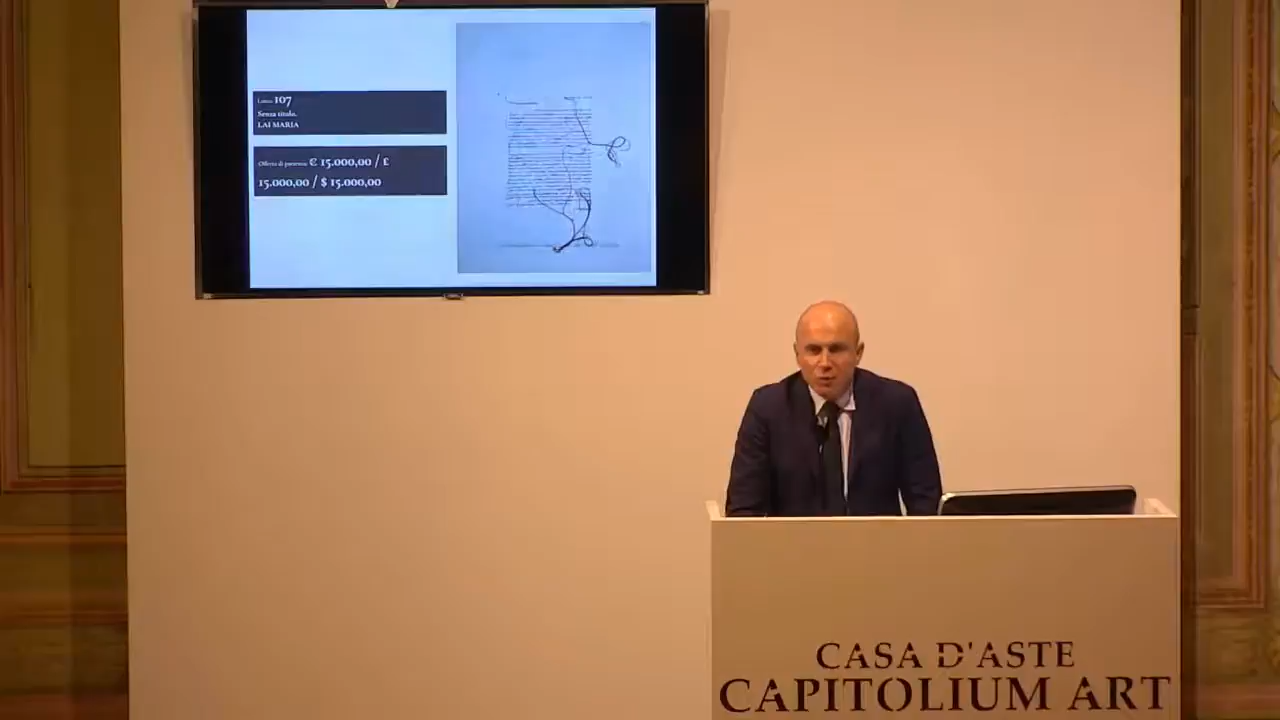 Lotto 107
Senza titolo,
LAI MARIA
Offerta di partenza € 15.000,00 / £
15.000,00 / $ 15.000,00
CASA D'ASTE
CAPITOLIUM ART